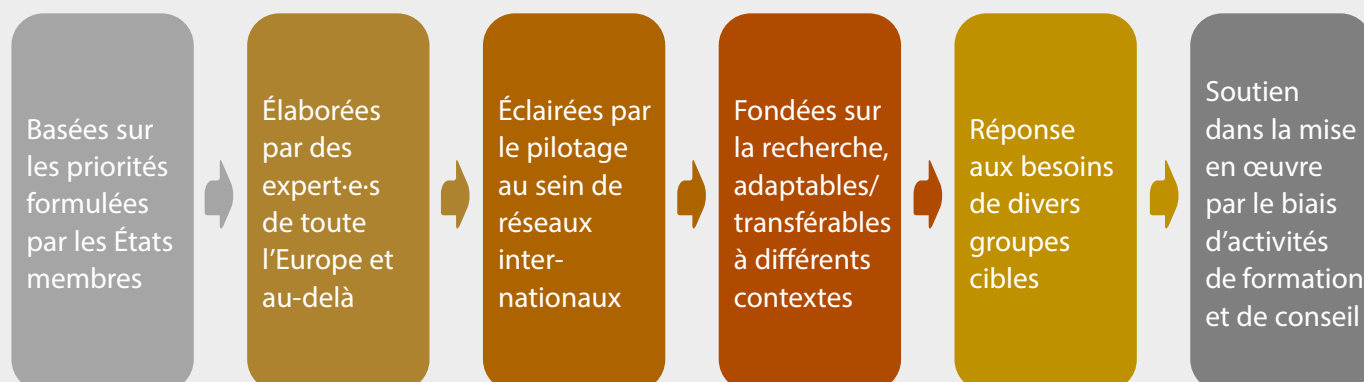 Basées sur
les priorités
formulées
par les États
membres
Élaborées
par des
expert·e·s
de toute
l’Europe et
au-delà
Éclairées par
le pilotage
au sein de
réseaux
inter-
nationaux
Fondées sur
la recherche,
adaptables/
transférables
à différents
contextes
Réponse
aux besoins
de divers
groupes
cibles
Soutien
dans la mise
en œuvre
par le biais
d’activités
de formation
et de conseil